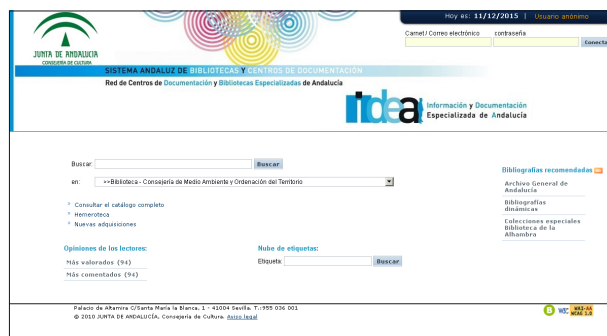 Hoy es: 11/12/2015 | Usuario anónimo
Carnet / Correo electrónico contraseña
Conecta
JUNTA DE ANDALUCIA
CONSEJERÍA DE CULTURA
SISTEMA ANDALUZ DE BIBLIOTECAS Y CENTROS DE DOCUMENTACIÓN
Red de Centros de Documentación y Bibliotecas Especializadas de Andalucía
idea Información y Documentación
Especializada de Andalucía
Buscar: Buscar
en: >>Biblioteca - Consejería de Medio Ambiente y Ordenación del Territorio
Bibliografías recomendadas
Archivo General de
Andalucía
Bibliografías
dinámicas
Colecciones especiales
Biblioteca de la
Alhambra
Consultar el catálogo completo
Hemeroteca
Nuevas adquisiciones
Opiniones de los lectores: Nube de etiquetas:
Más valorados (94) Etiqueta: Buscar
Más comentados (94)
Palacio de Altamira C/Santa María la Blanca, 1 - 41004 Sevilla. T.:955 036 001
© 2010 JUNTA DE ANDALUCÍA, Consejería de Cultura. Aviso legal
W3C WAI-AA
WCAG 1.0